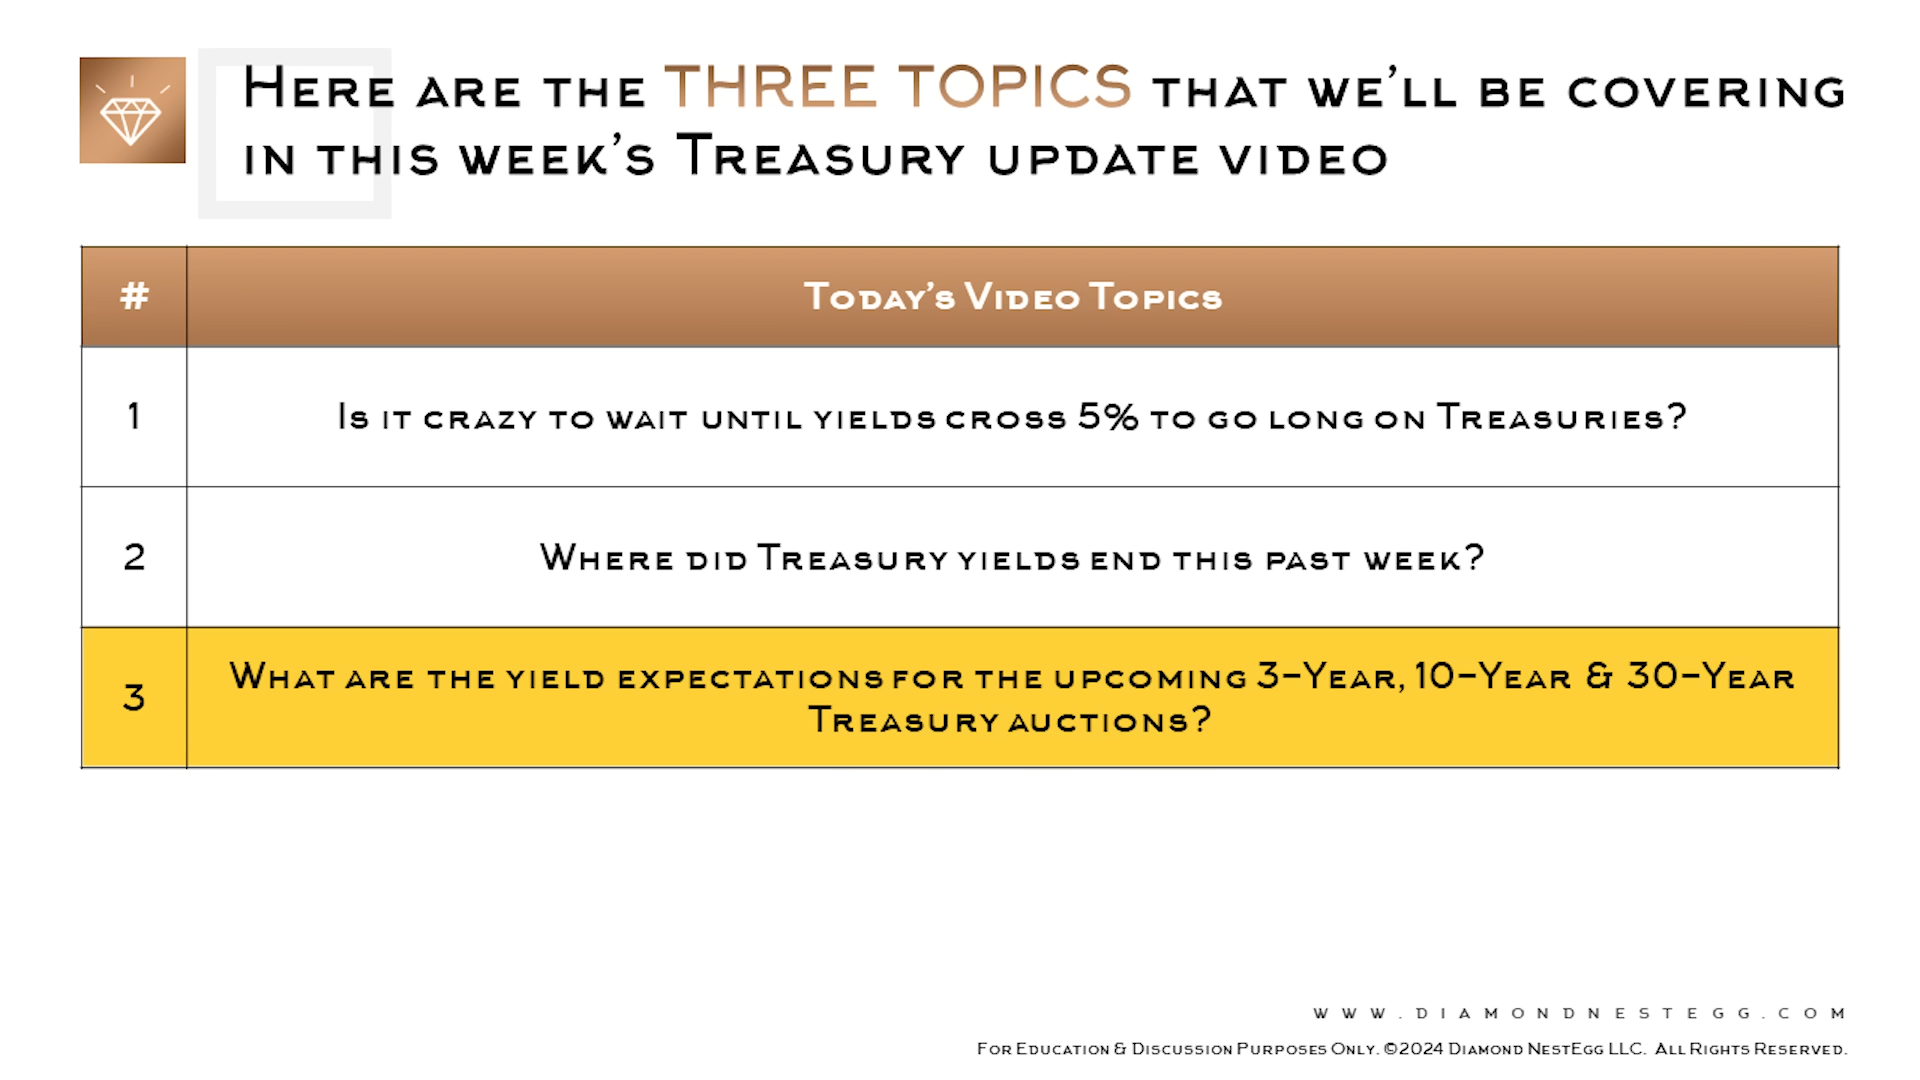 Here are the THREE TOPICS that we'll be covering
in this week's Treasury update video
# Today's Video Topics
1 Is it crazy to wait until yields cross 5% to go long on Treasuries?
2 Where did Treasury yields end this past week?
3 What are the yield expectations for the upcoming 3-Year, 10-Year & 30-Year
Treasury auctions?
www.diamondnestegg.com
For Education & Discussion Purposes Only. ©2024 Diamond NestEgg LLC. All Rights Reserved.